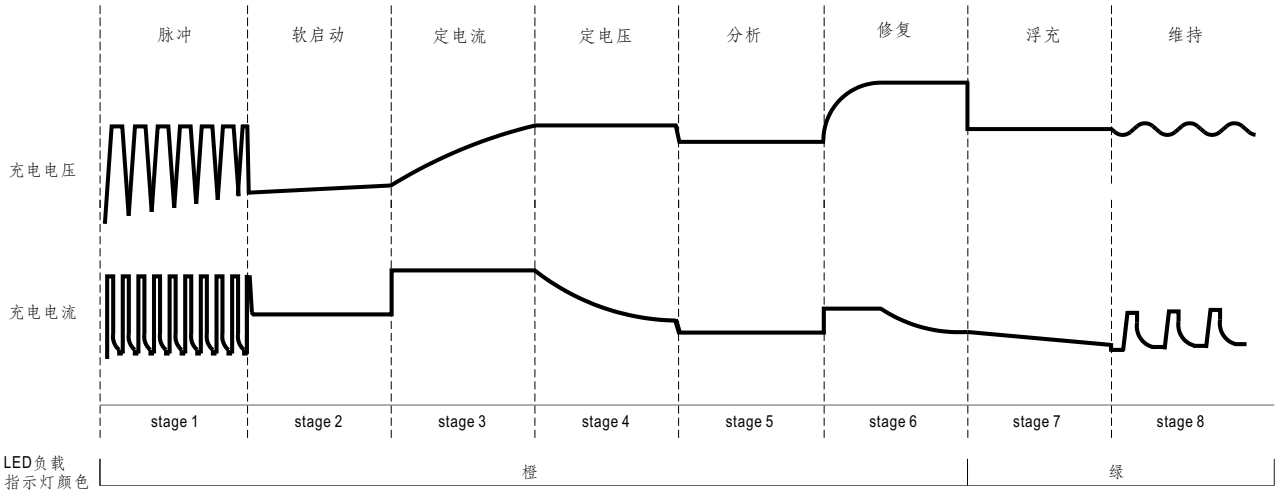 脉冲
软启动
定电流
定电压
分析
修复
浮充
维持
充电电压
充电电流
stage 1
stage 2
stage 3
stage 4
stage 5
stage 6
stage 7
stage 8
LED负载
指示灯颜色
橙
绿